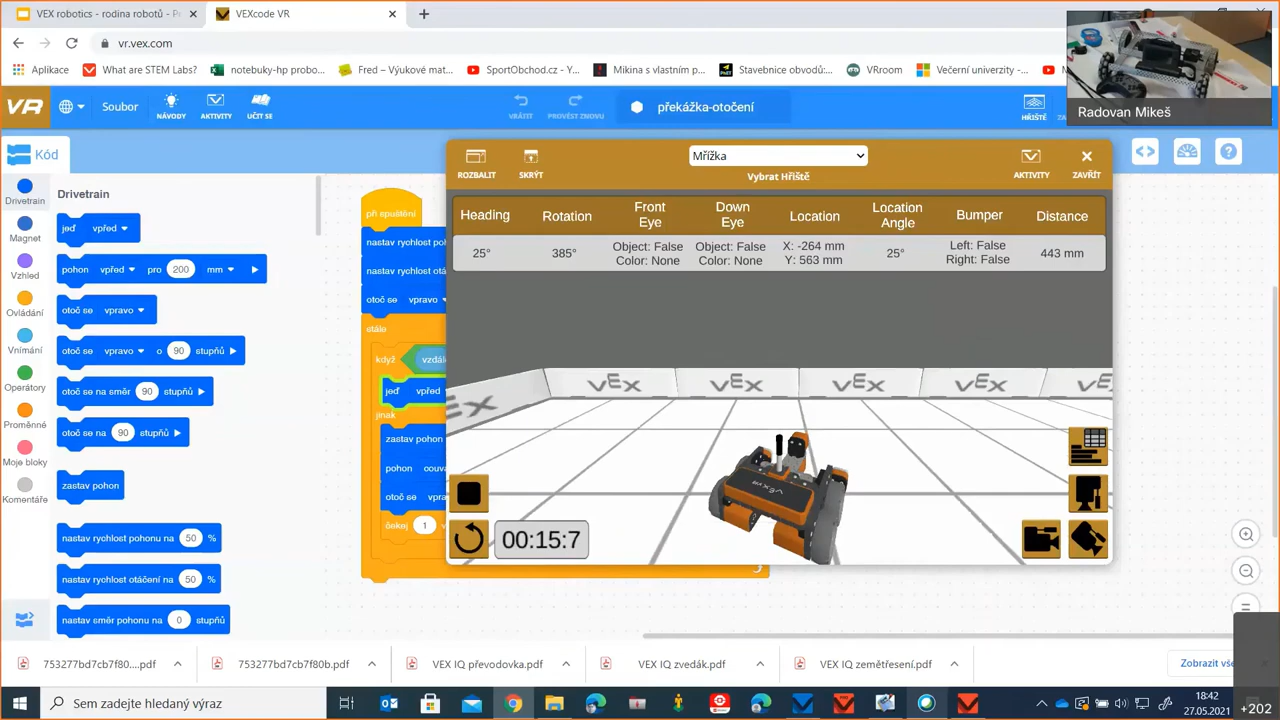 VEX robotics - rodina robotů - P
VEXcode VR
vr.vex.com
Aplikace
What are STEM Labs?
notebuky-hp probo...
Fred – Výukové mat...
SportObchod.cz - Y...
Mikina s vlastním p...
Stavebnice obvodů:...
VRroom
Večerní univerzity -...
Radovan Mikeš
VR
Soubor
NÁVODY
AKTIVITY
UČIT SE
VRÁTIT
PROVÉST ZNOVU
překážka-otočení
HŘIŠTĚ
Kód
ROZBALIT
SKRÝT
Mřížka
Vybrat Hřiště
AKTIVITY
ZAVŘÍT
Drivetrain
Magnet
Vzhled
Ovládání
Vnímání
Operátory
Proměnné
Moje bloky
Komentáře
Drivetrain
jeď vpřed
pohon vpřed pro 200 mm
otoč se vpravo
otoč se vpravo o 90 stupňů
otoč se na směr 90 stupňů
otoč se na 90 stupňů
zastav pohon
nastav rychlost pohonu na 50 %
nastav rychlost otáčení na 50 %
nastav směr pohonu na 0 stupňů
při spuštění
nastav rychlost poh
nastav rychlost otá
otoč se vpravo
stále
když vzdále
jeď vpřed
jinak
zastav pohon
pohon couva
otoč se vpra
čekej 1
Heading Rotation Front Eye Down Eye Location Location Angle Bumper Distance
25° 385° Object: False Object: False X: -264 mm 25° Left: False 443 mm
Color: None Color: None Y: 563 mm Right: False
VEX VEX VEX VEX VEX
VEX
00:15:7
753277bd7cb7f80....pdf
753277bd7cb7f80b.pdf
VEX IQ převodovka.pdf
VEX IQ zvedák.pdf
VEX IQ zemětřesení.pdf
Zobrazit vše
Sem zadejte hledaný výraz
18:42
27.05.2021
+202